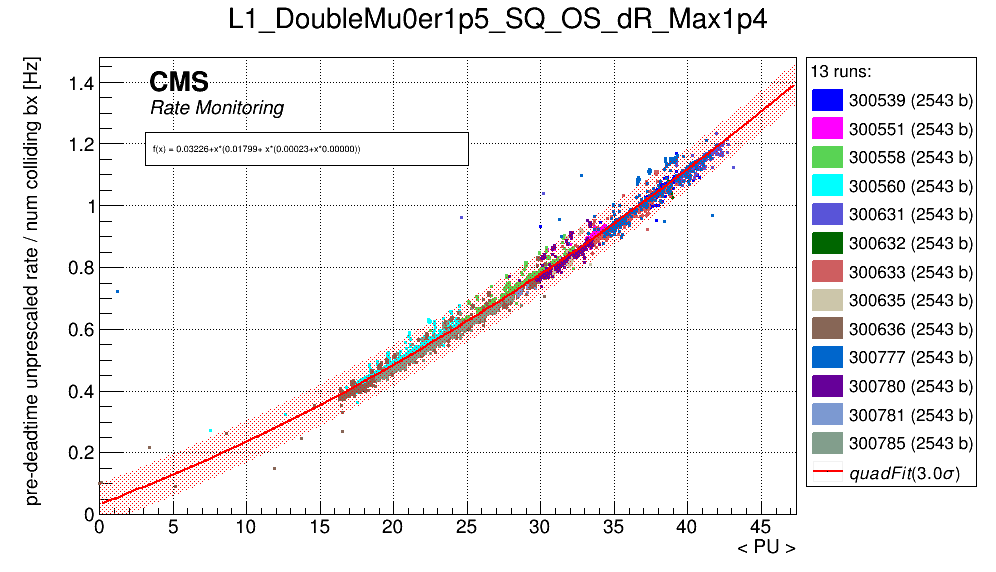 L1_DoubleMu0er1p5_SQ_OS_dR_Max1p4
pre-deadtime unprescaled rate / num colliding bx [Hz]
CMS
Rate Monitoring
f(x) = 0.03226+x*(0.01799+ x*(0.00023+x*0.00000))
1.4
1.2
1
0.8
0.6
0.4
0.2
0
0 5 10 15 20 25 30 35 40 45
< PU >
13 runs:
300539 (2543 b)
300551 (2543 b)
300558 (2543 b)
300560 (2543 b)
300631 (2543 b)
300632 (2543 b)
300633 (2543 b)
300635 (2543 b)
300636 (2543 b)
300777 (2543 b)
300780 (2543 b)
300781 (2543 b)
300785 (2543 b)
quadFit(3.0σ)